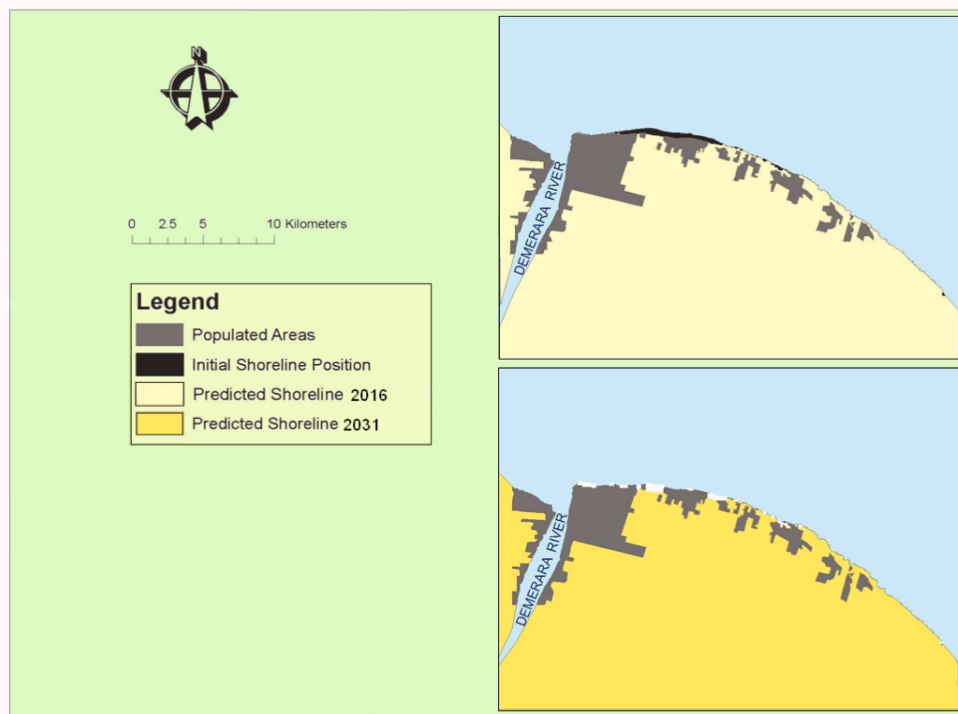 N
0 2.5 5 10 Kilometers
Legend
Populated Areas
Initial Shoreline Position
Predicted Shoreline 2016
Predicted Shoreline 2031
DEMERARA RIVER
DEMERARA RIVER